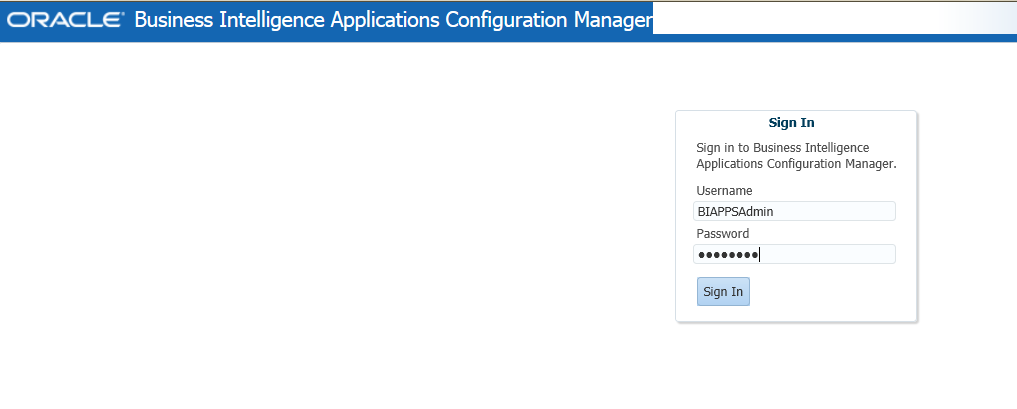 ORACLE® Business Intelligence Applications Configuration Manager
Sign In
Sign in to Business Intelligence
Applications Configuration Manager.
Username
BIAPPSAdmin
Password
●●●●●●●●
Sign In